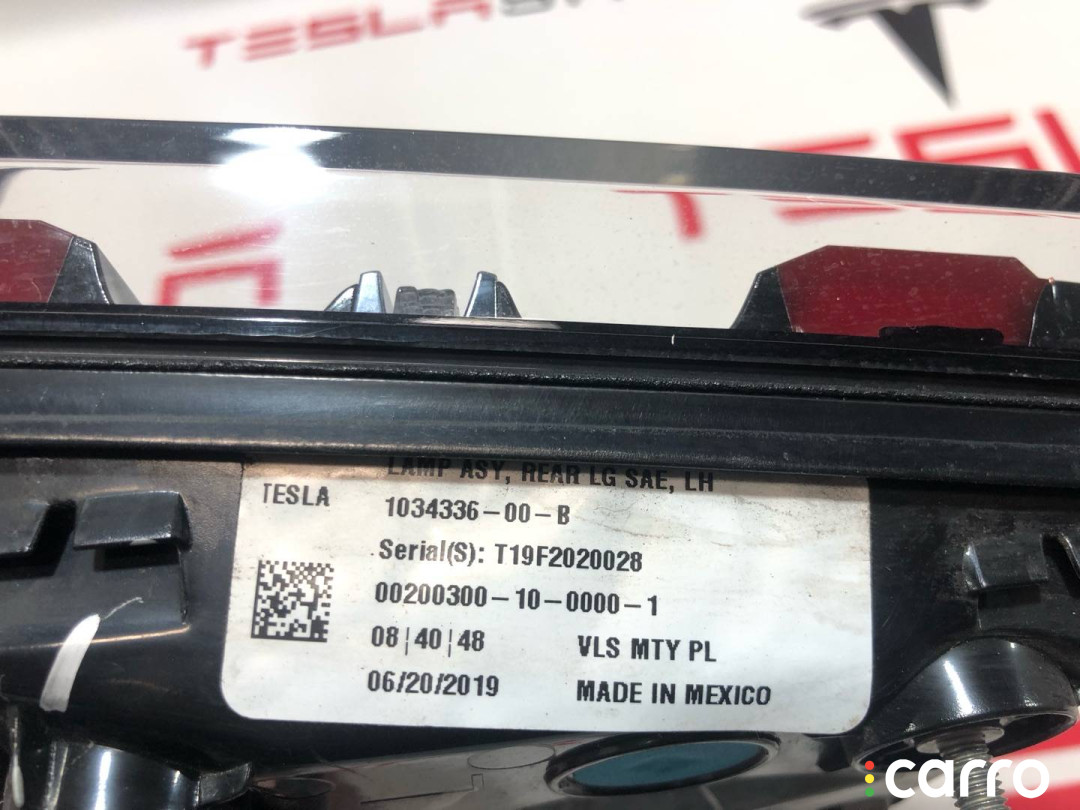 TESLA
LAMP ASY, REAR LG SAE, LH
TESLA
1034336-00-B
Serial(S): T19F2020028
00200300-10-0000-1
08|40|48 VLS MTY PL
06/20/2019 MADE IN MEXICO
carro